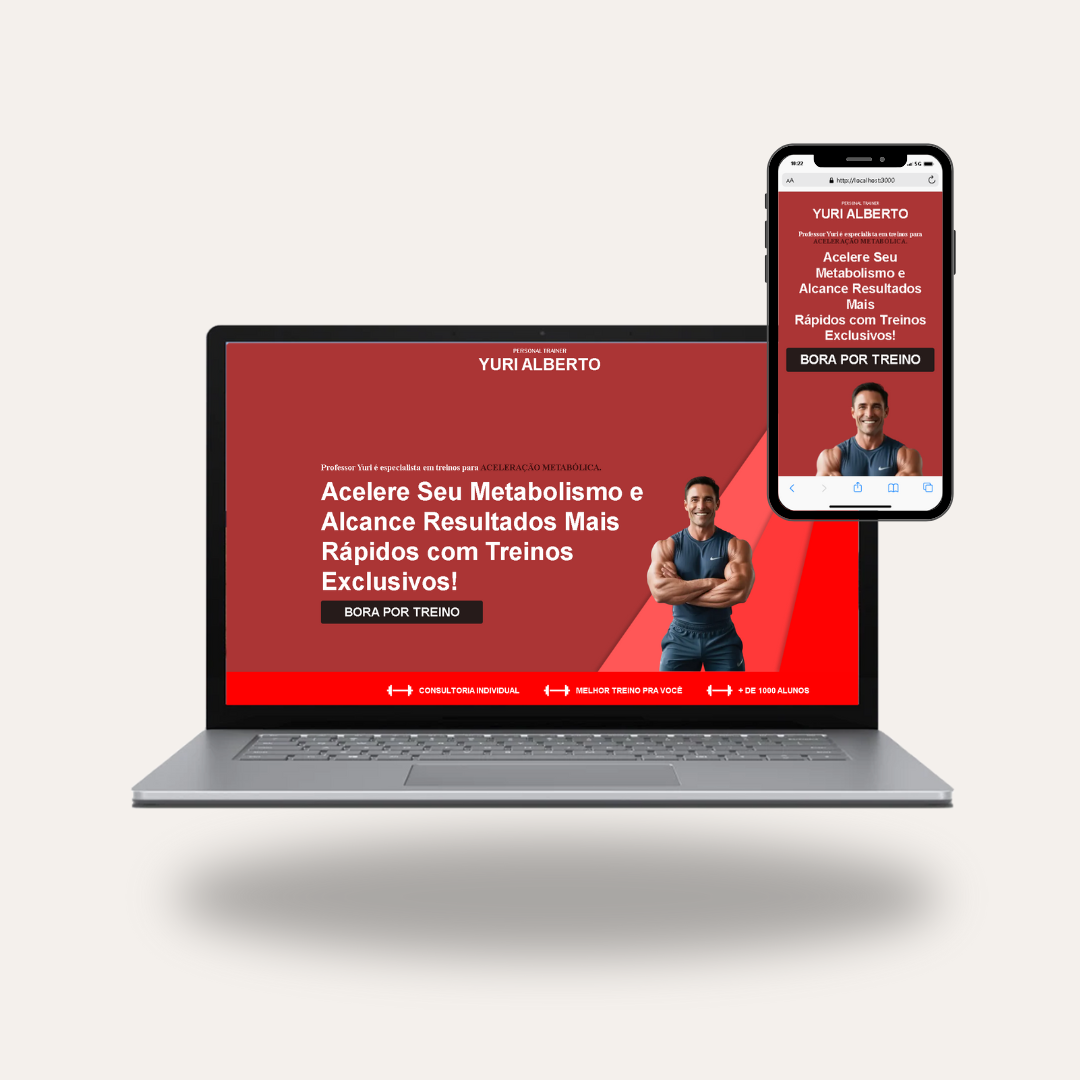 PERSONAL TRAINER
YURI ALBERTO
Professor Yuri é especialista em treinos para ACELERAÇÃO METABÓLICA.
Acelere Seu Metabolismo e
Alcance Resultados Mais
Rápidos com Treinos
Exclusivos!
BORA POR TREINO
CONSULTORIA INDIVIDUAL
MELHOR TREINO PRA VOCÊ
+ DE 1000 ALUNOS
18:22
5G
AA
http://localhost:3000
PERSONAL TRAINER
YURI ALBERTO
Professor Yuri é especialista em treinos para
ACELERAÇÃO METABÓLICA.
Acelere Seu
Metabolismo e
Alcance Resultados
Mais
Rápidos com Treinos
Exclusivos!
BORA POR TREINO